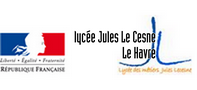 Liberté • Égalité • Fraternité
RÉPUBLIQUE FRANÇAISE
lycée Jules Le Cesne
Le Havre
Lycée des métiers Jules Lecesne